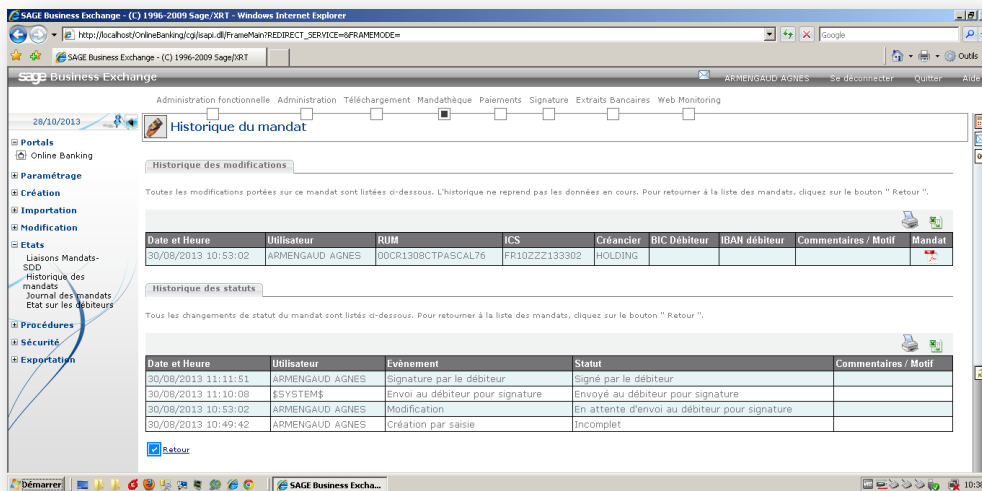 SAGE Business Exchange - (C) 1996-2009 Sage/XRT - Windows Internet Explorer
http://localhost/OnlineBanking/cgi/isapi.dll/FrameMain?REDIRECT_SERVICE=&FRAMEMODE=
Google
SAGE Business Exchange - (C) 1996-2009 Sage/XRT
Outils
sage Business Exchange
ARMENGAUD AGNES Se déconnecter Quitter Aide
Administration fonctionnelle Administration Téléchargement Mandathèque Paiements Signature Extraits Bancaires Web Monitoring
28/10/2013
Historique du mandat
Portals
Online Banking
Paramétrage
Création
Importation
Modification
Etats
Liaisons Mandats-
SDD
Historique des
mandats
Journal des mandats
Etat sur les débiteurs
Procédures
Sécurité
Exportation
Historique des modifications
Toutes les modifications portées sur ce mandat sont listées ci-dessous. L'historique ne reprend pas les données en cours. Pour retourner à la liste des mandats, cliquez sur le bouton " Retour ".
Date et Heure Utilisateur RUM ICS Créancier BIC Débiteur IBAN débiteur Commentaires / Motif Mandat
30/08/2013 10:53:02 ARMENGAUD AGNES 00CR1308CTPASCAL76 FR10ZZZ133302 HOLDING
Historique des statuts
Tous les changements de statut du mandat sont listés ci-dessous. Pour retourner à la liste des mandats, cliquez sur le bouton " Retour ".
Date et Heure Utilisateur Evènement Statut Commentaires / Motif
30/08/2013 11:11:51 ARMENGAUD AGNES Signature par le débiteur Signé par le débiteur
30/08/2013 11:10:08 $SYSTEM$ Envoi au débiteur pour signature Envoyé au débiteur pour signature
30/08/2013 10:53:02 ARMENGAUD AGNES Modification En attente d'envoi au débiteur pour signature
30/08/2013 10:49:42 ARMENGAUD AGNES Création par saisie Incomplet
Retour
Démarrer
SAGE Business Excha...